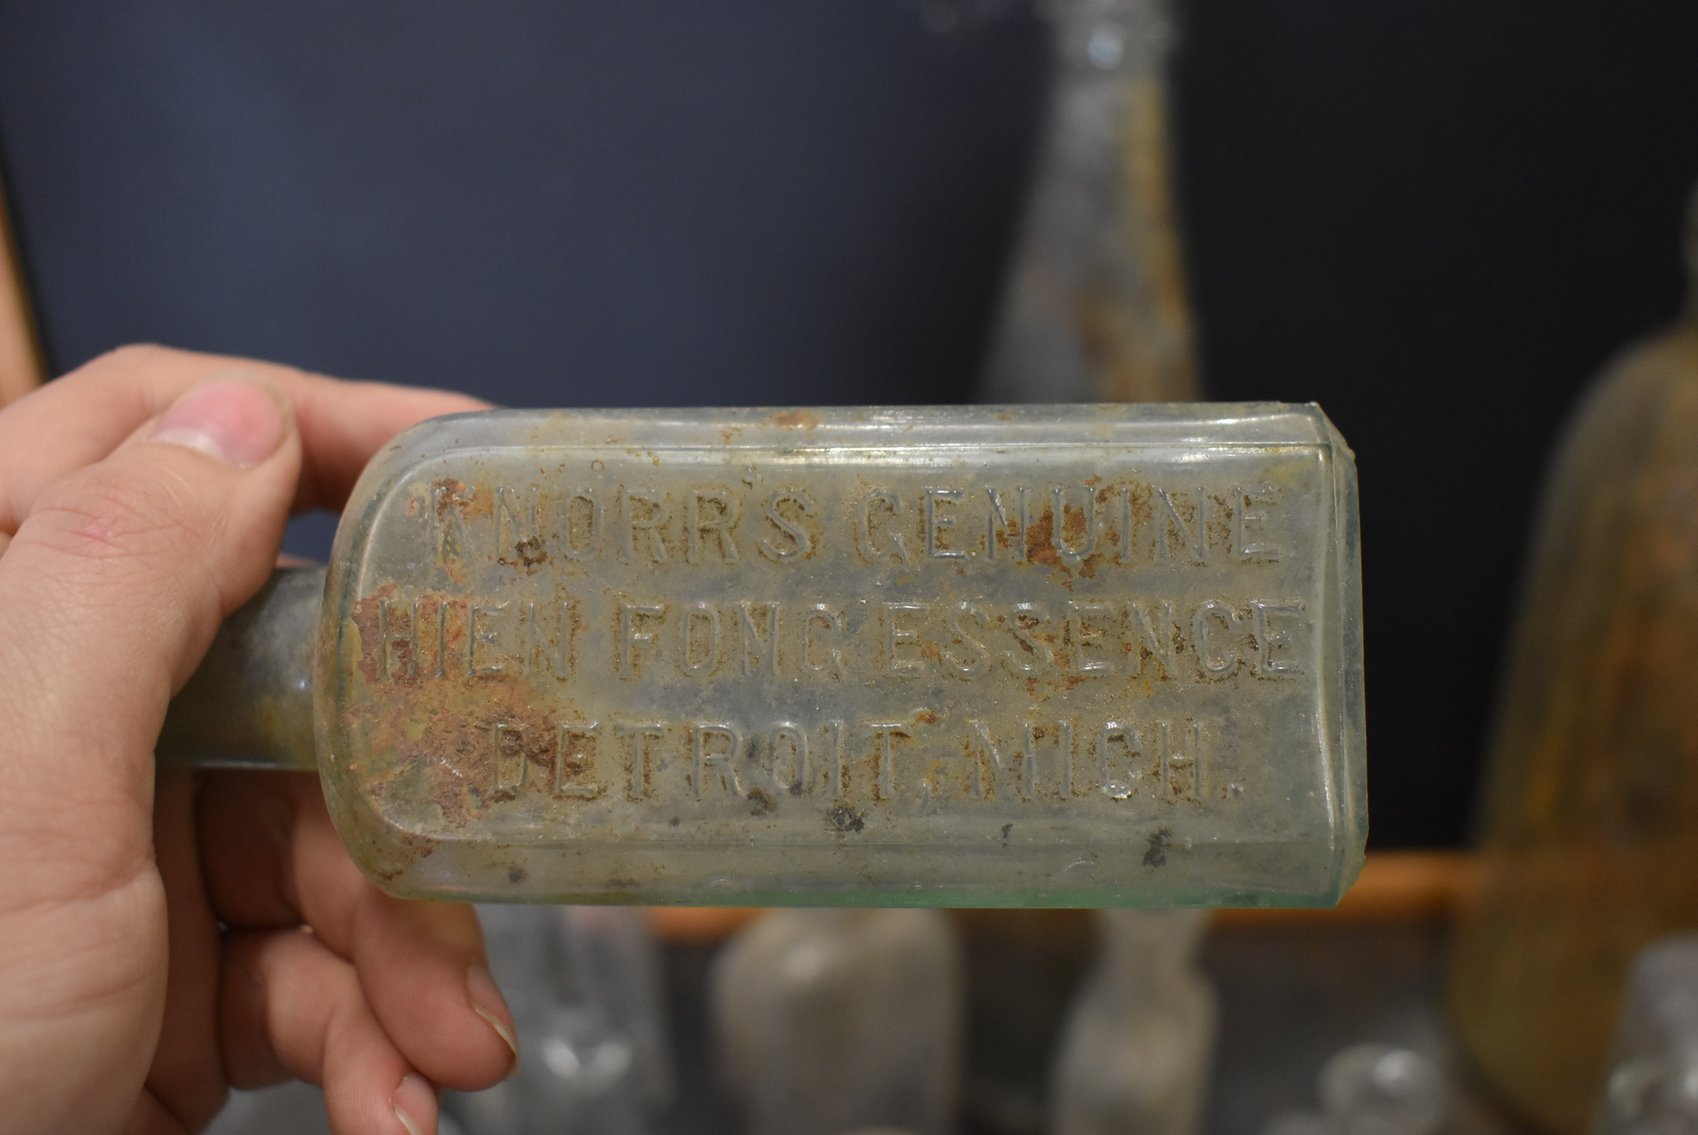 KNORR'S GENUINE
HIEN FONG ESSENCE
DETROIT, MICH.